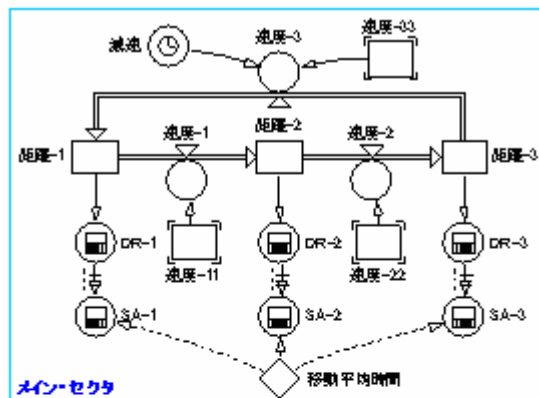 減速
速度-3
速度-33
速度-1
距離-2
速度-2
距離-1
距離-3
DR-1
速度-11
DR-2
速度-22
DR-3
SA-1
SA-2
SA-3
移動平均時間
メイン・セクタ